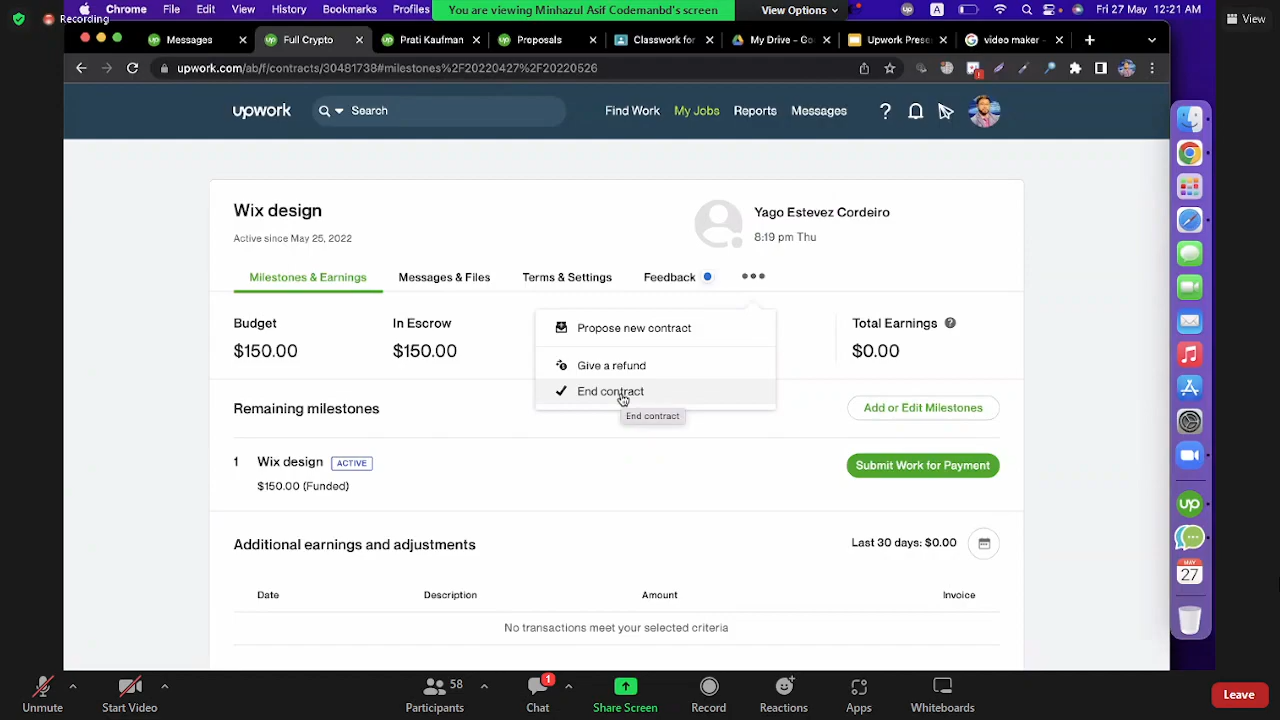 Chrome File Edit View History Bookmarks Profiles
You are viewing Minhazul Asif Codemanbd's screen
View Options
A
Fri 27 May 12:21 AM
View
Recording
Messages
Full Crypto
Prati Kaufman
Proposals
Classwork for
My Drive – Go
Upwork Prese
video maker -
upwork.com/ab/f/contracts/30481738#milestones%2F20220427%2F20220526
upwork
Search
Find Work My Jobs Reports Messages ?
Wix design
Yago Estevez Cordeiro
Active since May 25, 2022
8:19 pm Thu
Milestones & Earnings Messages & Files Terms & Settings Feedback
Propose new contract
Give a refund
End contract
End contract
Budget In Escrow Total Earnings ?
$150.00 $150.00 $0.00
Remaining milestones
Add or Edit Milestones
1 Wix design ACTIVE
$150.00 (Funded)
Submit Work for Payment
Additional earnings and adjustments
Last 30 days: $0.00
Date Description Amount Invoice
No transactions meet your selected criteria
up
MAY
27
58
1
Unmute Start Video Participants Chat Share Screen Record Reactions Apps Whiteboards Leave